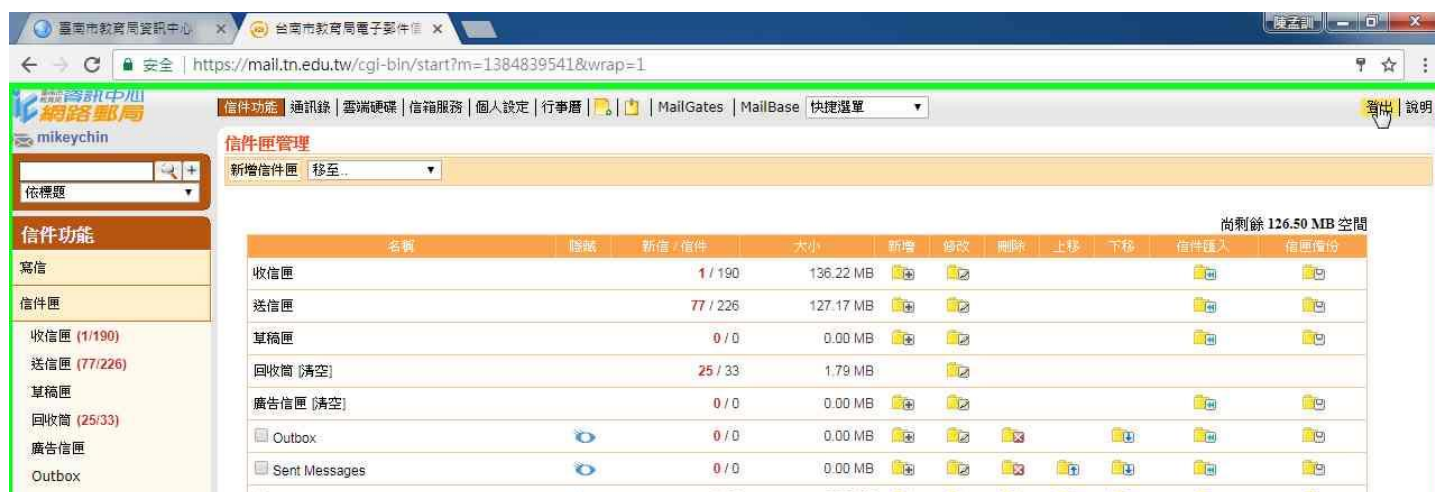 臺南市教育局資訊中心
台南市教育局電子郵件信
陳孟訓
安全 | https://mail.tn.edu.tw/cgi-bin/start?m=1384839541&wrap=1
資訊中心
網路郵局
信件功能 | 通訊錄 | 雲端硬碟 | 信箱服務 | 個人設定 | 行事曆 | MailGates | MailBase 快捷選單
登出 | 說明
mikeychin
信件匣管理
新增信件匣 移至..
依標題
尚剩餘 126.50 MB 空間
信件功能
名稱 隱藏 新信 / 信件 大小 新增 修改 刪除 上移 下移 信件匯入 信匣備份
寫信
收信匣 1 / 190 136.22 MB
信件匣
送信匣 77 / 226 127.17 MB
收信匣 (1/190)
草稿匣 0 / 0 0.00 MB
送信匣 (77/226)
回收筒 [清空] 25 / 33 1.79 MB
草稿匣
廣告信匣 [清空] 0 / 0 0.00 MB
回收筒 (25/33)
Outbox 0 / 0 0.00 MB
廣告信匣
Sent Messages 0 / 0 0.00 MB
Outbox